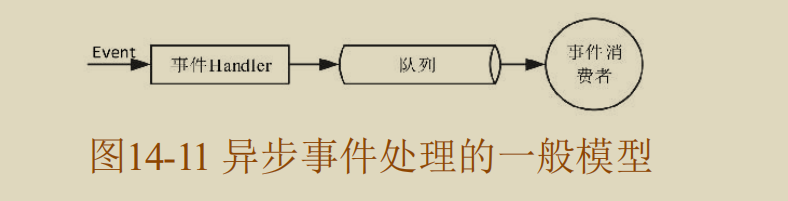 Event
事件Handler
队列
事件消
费者
图14-11 异步事件处理的一般模型